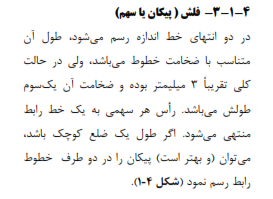 ۴-۱-۳- فلش ( پیکان یا سهم)
در دو انتهای خط اندازه رسم می‌شود، طول آن
متناسب با ضخامت خطوط می‌باشد، ولی در حالت
کلی تقریباً ۳ میلیمتر بوده و ضخامت آن یک‌سوم
طولش می‌باشد. رأس هر سهمی به یک خط رابط
منتهی می‌شود. اگر طول یک ضلع کوچک باشد،
می‌توان (و بهتر است) پیکان را در دو طرف خطوط
رابط رسم نمود (شکل ۴-۱).